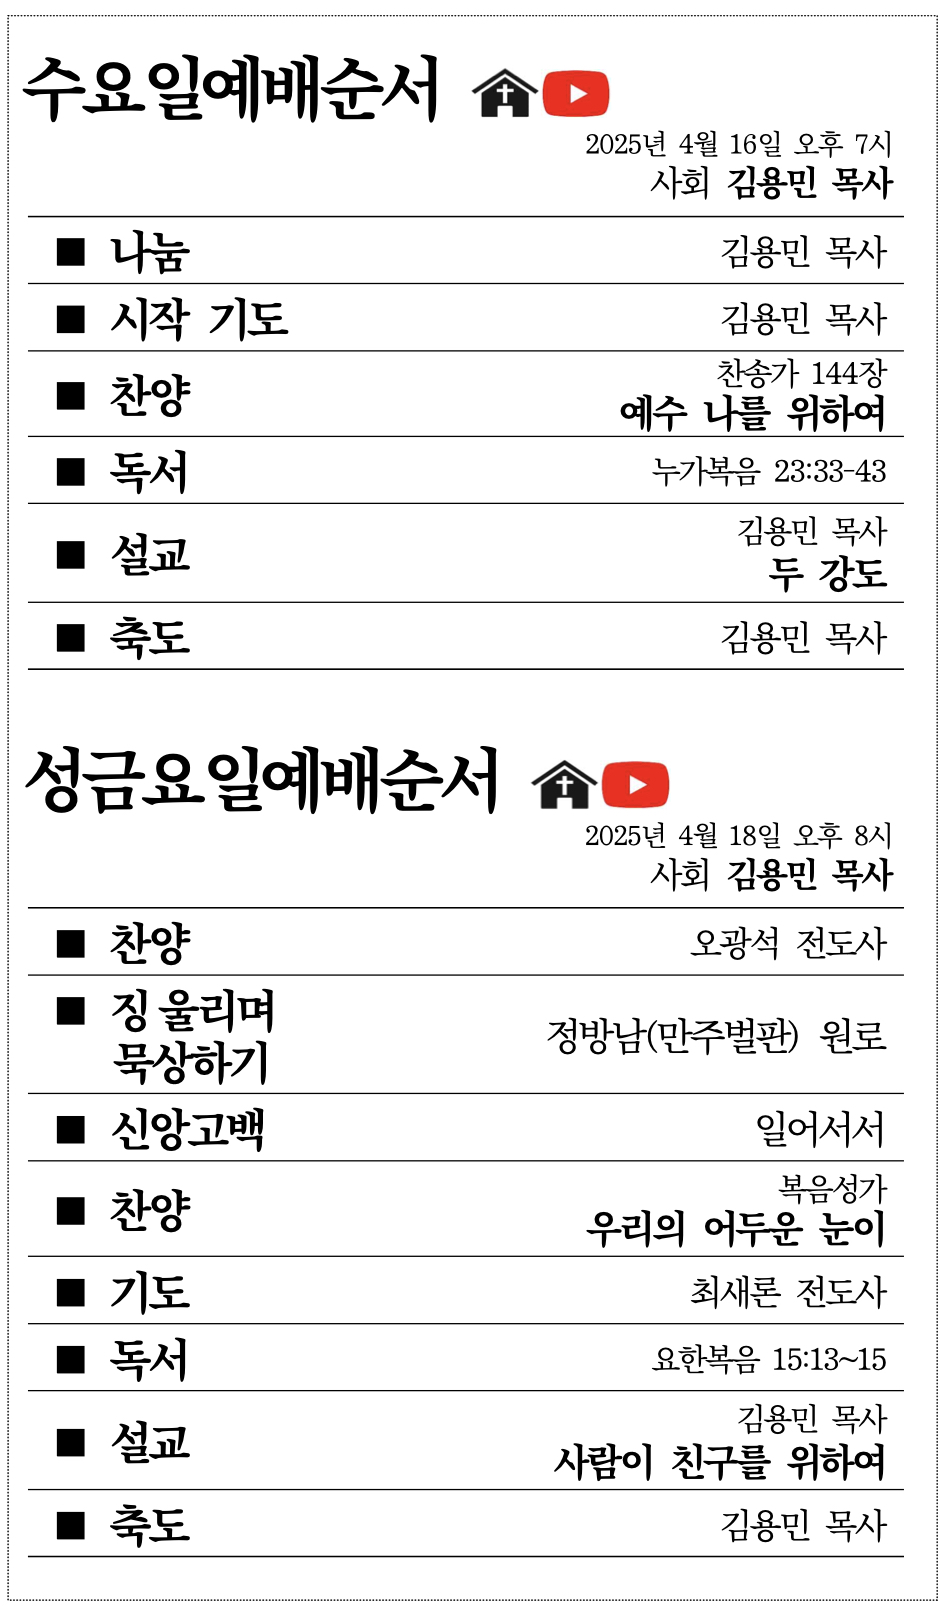 수요일예배순서
2025년 4월 16일 오후 7시
사회 김용민 목사
■ 나눔 김용민 목사
■ 시작 기도 김용민 목사
■ 찬양 찬송가 144장
예수 나를 위하여
■ 독서 누가복음 23:33-43
■ 설교 김용민 목사
두 강도
■ 축도 김용민 목사
성금요일예배순서
2025년 4월 18일 오후 8시
사회 김용민 목사
■ 찬양 오광석 전도사
■ 징 울리며
묵상하기 정방남(만주벌판) 원로
■ 신앙고백 일어서서
■ 찬양 복음성가
우리의 어두운 눈이
■ 기도 최새론 전도사
■ 독서 요한복음 15:13~15
■ 설교 김용민 목사
사람이 친구를 위하여
■ 축도 김용민 목사